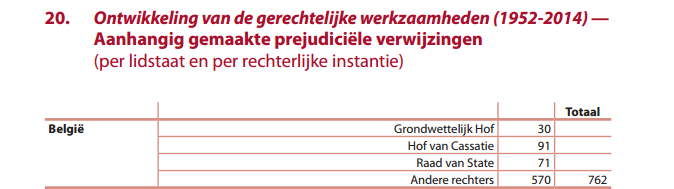 20. Ontwikkeling van de gerechtelijke werkzaamheden (1952-2014) —
Aanhangig gemaakte prejudiciële verwijzingen
(per lidstaat en per rechterlijke instantie)
Totaal
België Grondwettelijk Hof 30
Hof van Cassatie 91
Raad van State 71
Andere rechters 570 762